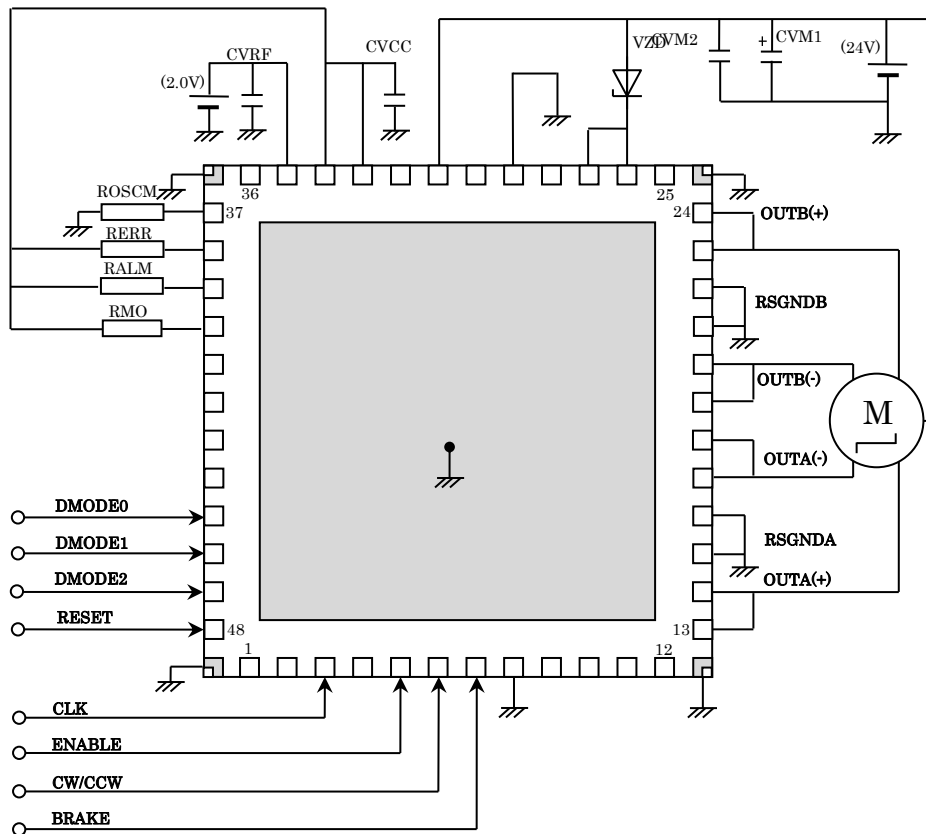 VZD
CVM2
CVM1
(24V)
CVCC
CVRF
(2.0V)
36
25
ROSCM
37
24
OUTB(+)
RERR
RALM
RSGNDB
RMO
OUTB(-)
M
OUTA(-)
DMODE0
DMODE1
RSGNDA
DMODE2
OUTA(+)
RESET
48
13
1
12
CLK
ENABLE
CW/CCW
BRAKE